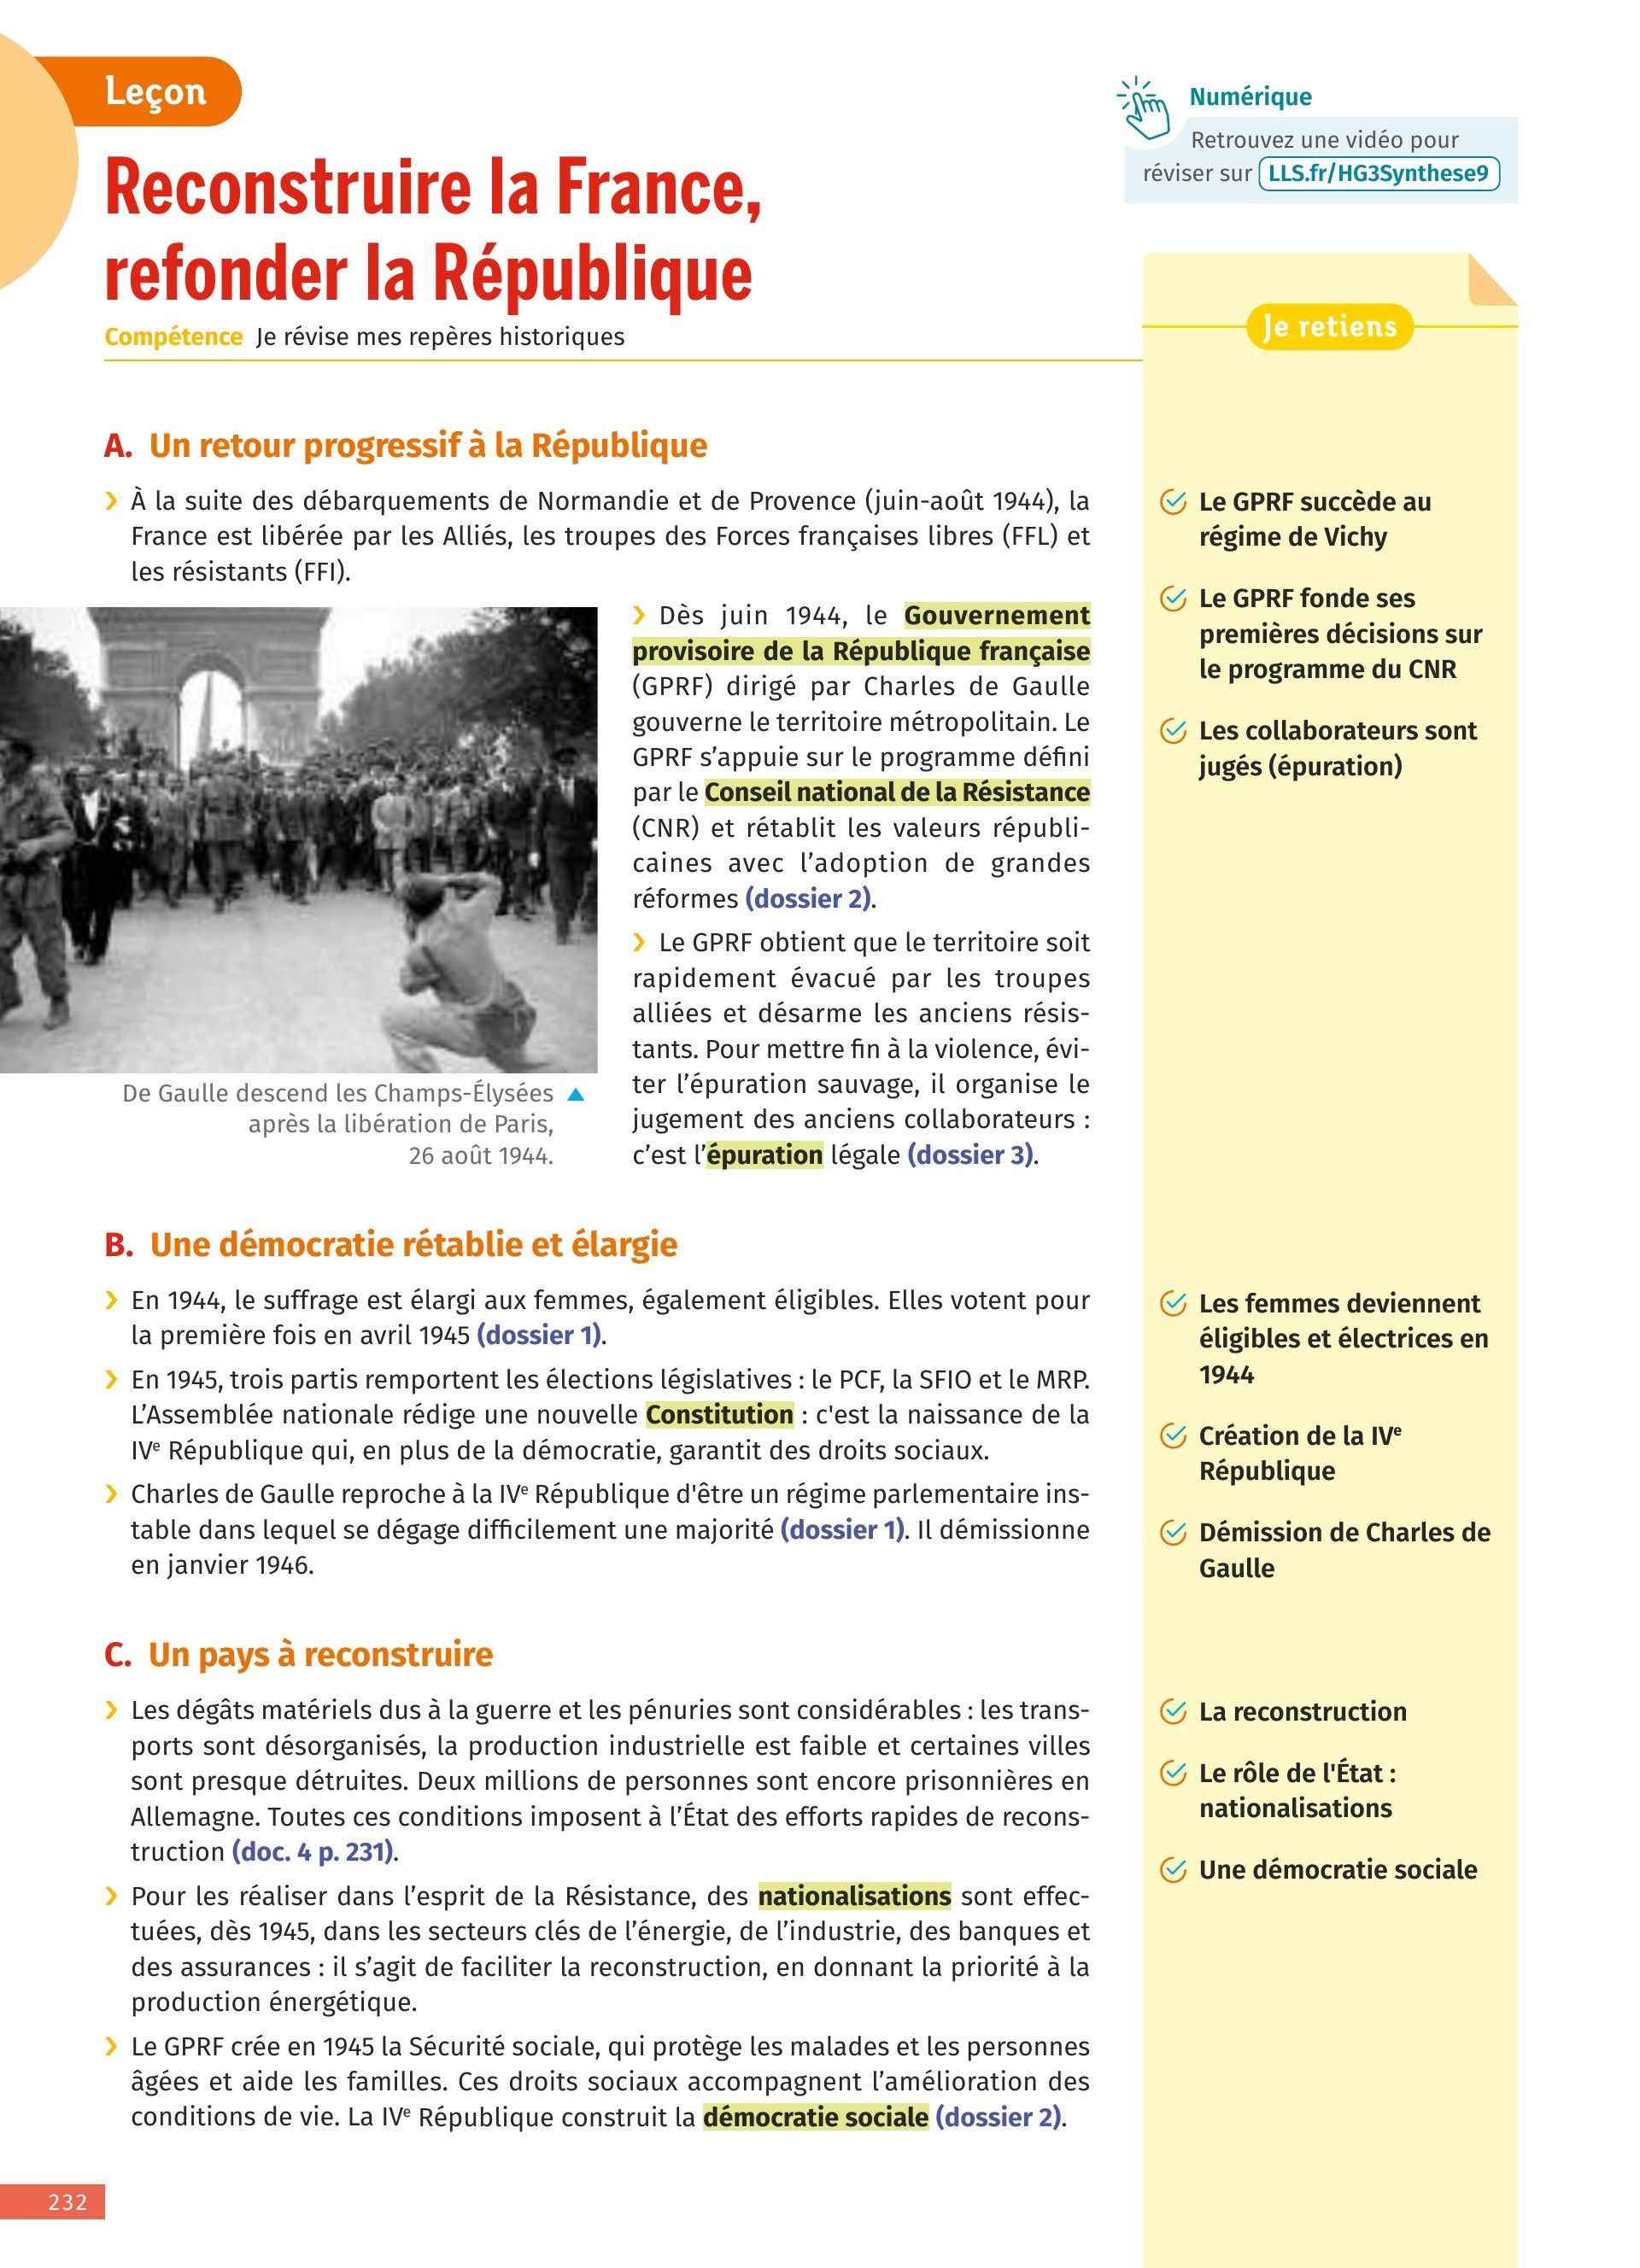 Leçon
Reconstruire la France,
refonder la République
Compétence Je révise mes repères historiques
Numérique
Retrouvez une vidéo pour
réviser sur LLS.fr/HG3Synthese9
A. Un retour progressif à la République
› À la suite des débarquements de Normandie et de Provence (juin-août 1944), la
France est libérée par les Alliés, les troupes des Forces françaises libres (FFL) et
les résistants (FFI).
› Dès juin 1944, le Gouvernement
provisoire de la République française
(GPRF) dirigé par Charles de Gaulle
gouverne le territoire métropolitain. Le
GPRF s’appuie sur le programme défini
par le Conseil national de la Résistance
(CNR) et rétablit les valeurs républi-
caines avec l’adoption de grandes
réformes (dossier 2).
› Le GPRF obtient que le territoire soit
rapidement évacué par les troupes
alliées et désarme les anciens résis-
tants. Pour mettre fin à la violence, évi-
ter l’épuration sauvage, il organise le
jugement des anciens collaborateurs :
c’est l’épuration légale (dossier 3).
De Gaulle descend les Champs-Élysées ▲
après la libération de Paris,
26 août 1944.
B. Une démocratie rétablie et élargie
› En 1944, le suffrage est élargi aux femmes, également éligibles. Elles votent pour
la première fois en avril 1945 (dossier 1).
› En 1945, trois partis remportent les élections législatives : le PCF, la SFIO et le MRP.
L’Assemblée nationale rédige une nouvelle Constitution : c'est la naissance de la
IVe République qui, en plus de la démocratie, garantit des droits sociaux.
› Charles de Gaulle reproche à la IVe République d'être un régime parlementaire ins-
table dans lequel se dégage difficilement une majorité (dossier 1). Il démissionne
en janvier 1946.
C. Un pays à reconstruire
› Les dégâts matériels dus à la guerre et les pénuries sont considérables : les trans-
ports sont désorganisés, la production industrielle est faible et certaines villes
sont presque détruites. Deux millions de personnes sont encore prisonnières en
Allemagne. Toutes ces conditions imposent à l’État des efforts rapides de recons-
truction (doc. 4 p. 231).
› Pour les réaliser dans l’esprit de la Résistance, des nationalisations sont effec-
tuées, dès 1945, dans les secteurs clés de l’énergie, de l’industrie, des banques et
des assurances : il s’agit de faciliter la reconstruction, en donnant la priorité à la
production énergétique.
› Le GPRF crée en 1945 la Sécurité sociale, qui protège les malades et les personnes
âgées et aide les familles. Ces droits sociaux accompagnent l’amélioration des
conditions de vie. La IVe République construit la démocratie sociale (dossier 2).
Je retiens
Le GPRF succède au
régime de Vichy
Le GPRF fonde ses
premières décisions sur
le programme du CNR
Les collaborateurs sont
jugés (épuration)
Les femmes deviennent
éligibles et électrices en
1944
Création de la IVe
République
Démission de Charles de
Gaulle
La reconstruction
Le rôle de l'État :
nationalisations
Une démocratie sociale
232